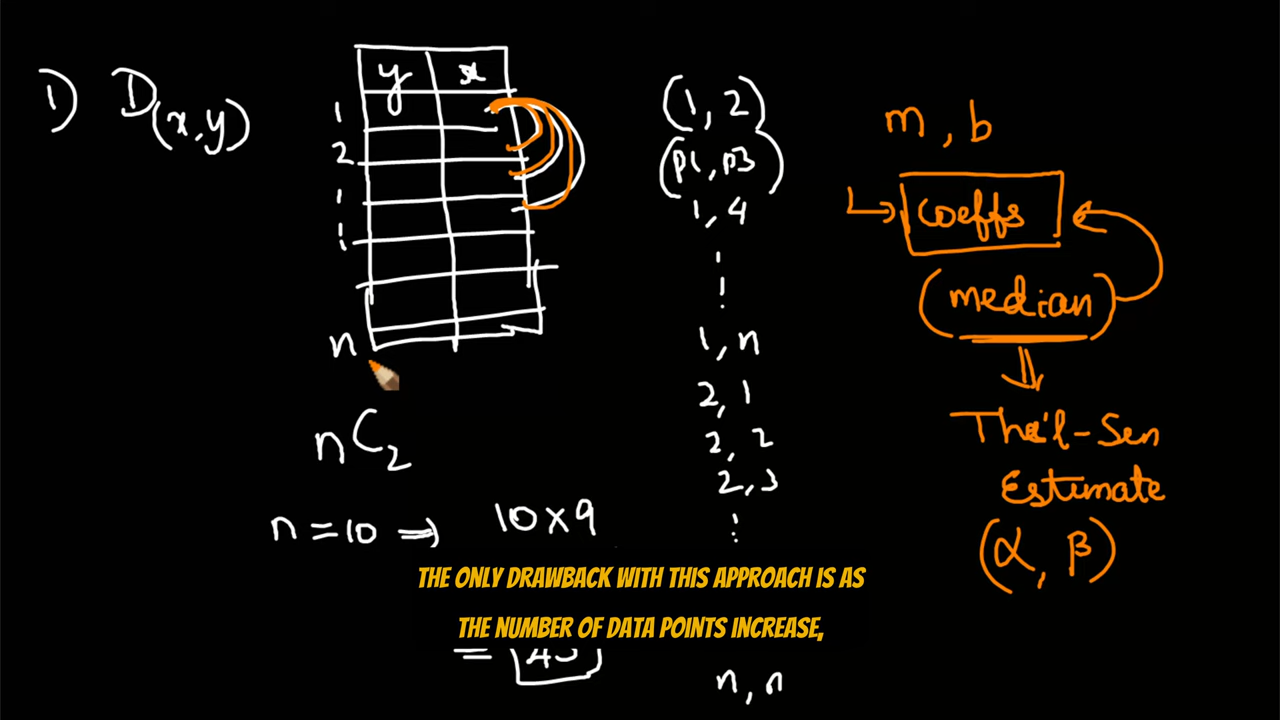 1) D(x,y)
y x
1
2
n
nC2
n = 10 ⇒ 10 x 9
=
(1, 2)
(p1, p3)
1, 4
1, n
2, 1
2, 2
2, 3
n, n
m, b
coeffs
(median)
The'l-Sen
Estimate
(α, β)
THE ONLY DRAWBACK WITH THIS APPROACH IS AS
THE NUMBER OF DATA POINTS INCREASE,